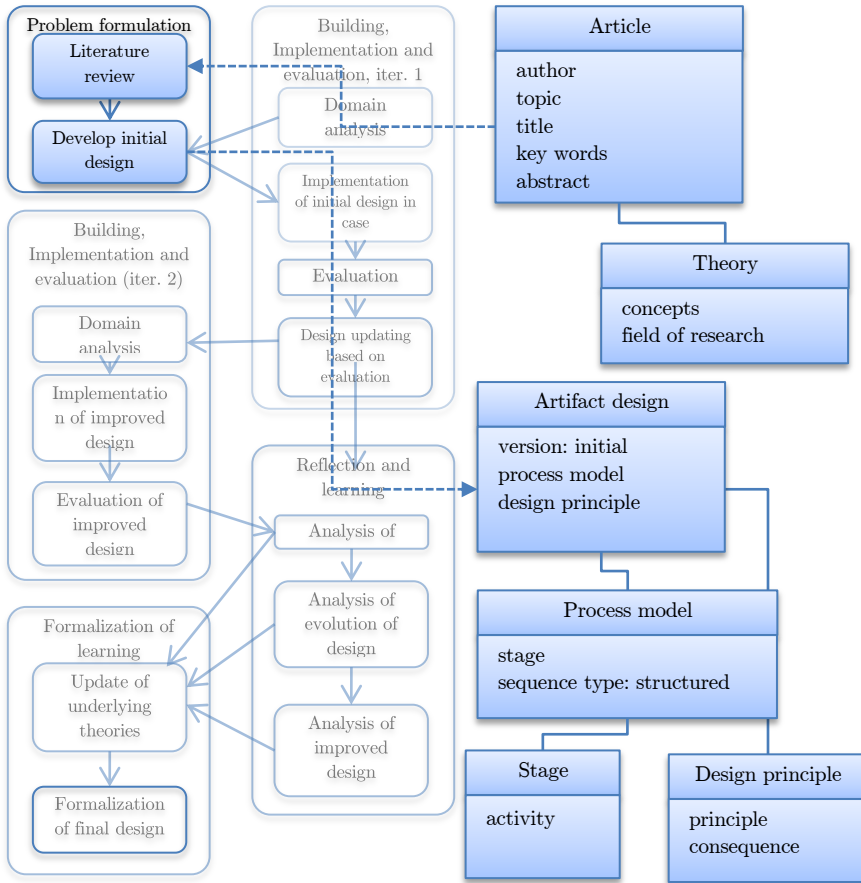 Problem formulation
Literature
review
Develop initial
design
Building,
Implementation and
evaluation, iter. 1
Domain
analysis
Implementation
of initial design in
case
Evaluation
Design updating
based on
evaluation
Building,
Implementation and
evaluation (iter. 2)
Domain
analysis
Implementatio
n of improved
design
Evaluation of
improved
design
Reflection and
learning
Analysis of
Analysis of
evolution of
design
Analysis of
improved
design
Formalization of
learning
Update of
underlying
theories
Formalization
of final design
Article
author
topic
title
key words
abstract
Theory
concepts
field of research
Artifact design
version: initial
process model
design principle
Process model
stage
sequence type: structured
Stage
activity
Design principle
principle
consequence